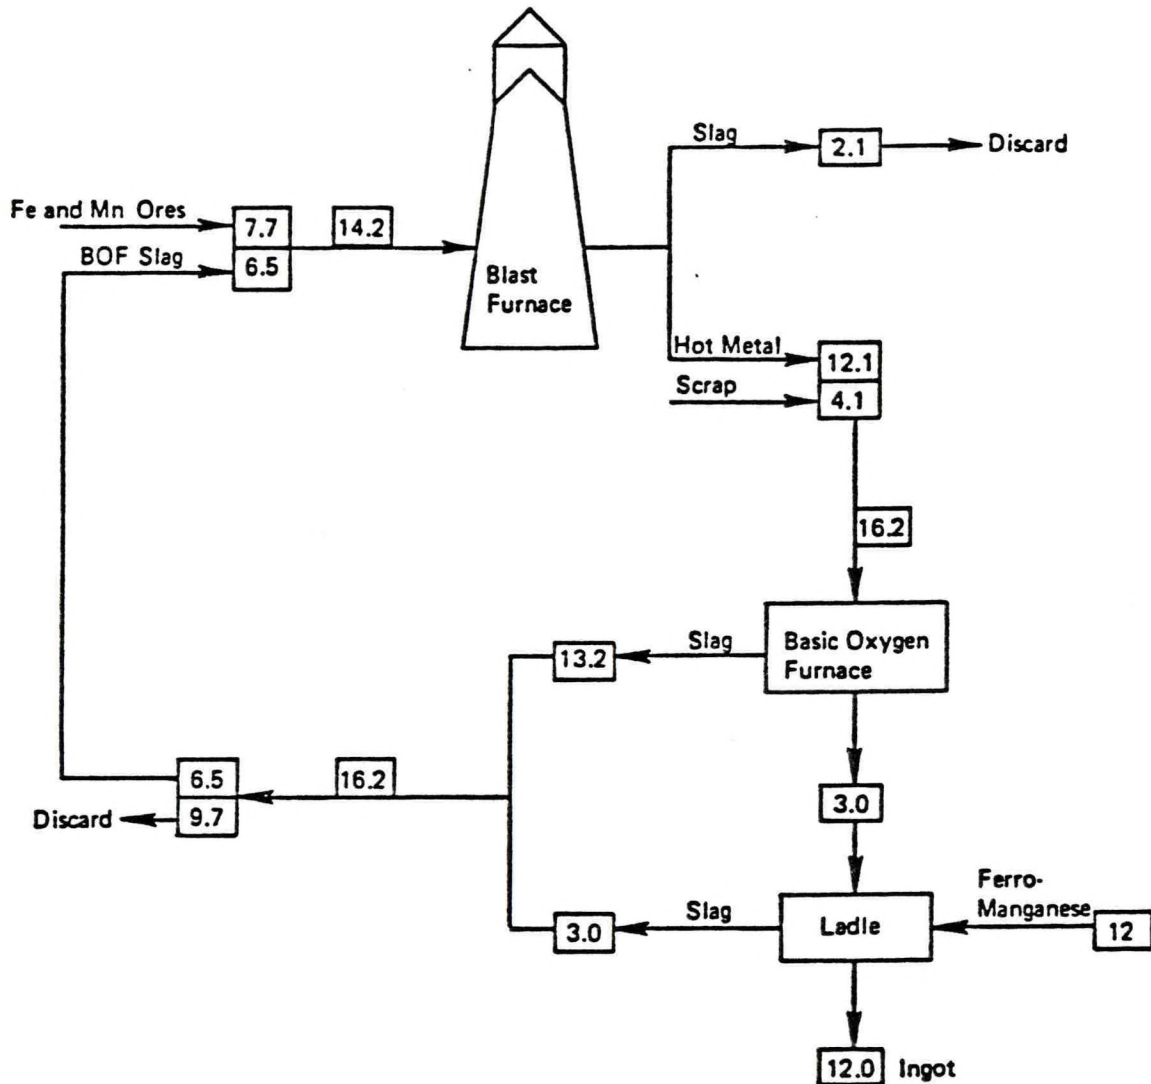 Slag
2.1
Discard
Fe and Mn Ores
7.7
14.2
BOF Slag
6.5
Blast
Furnace
Hot Metal
12.1
Scrap
4.1
16.2
Slag
13.2
Basic Oxygen
Furnace
6.5
16.2
Discard
9.7
3.0
Ferro-
Manganese
12
Slag
3.0
Ladle
12.0
Ingot